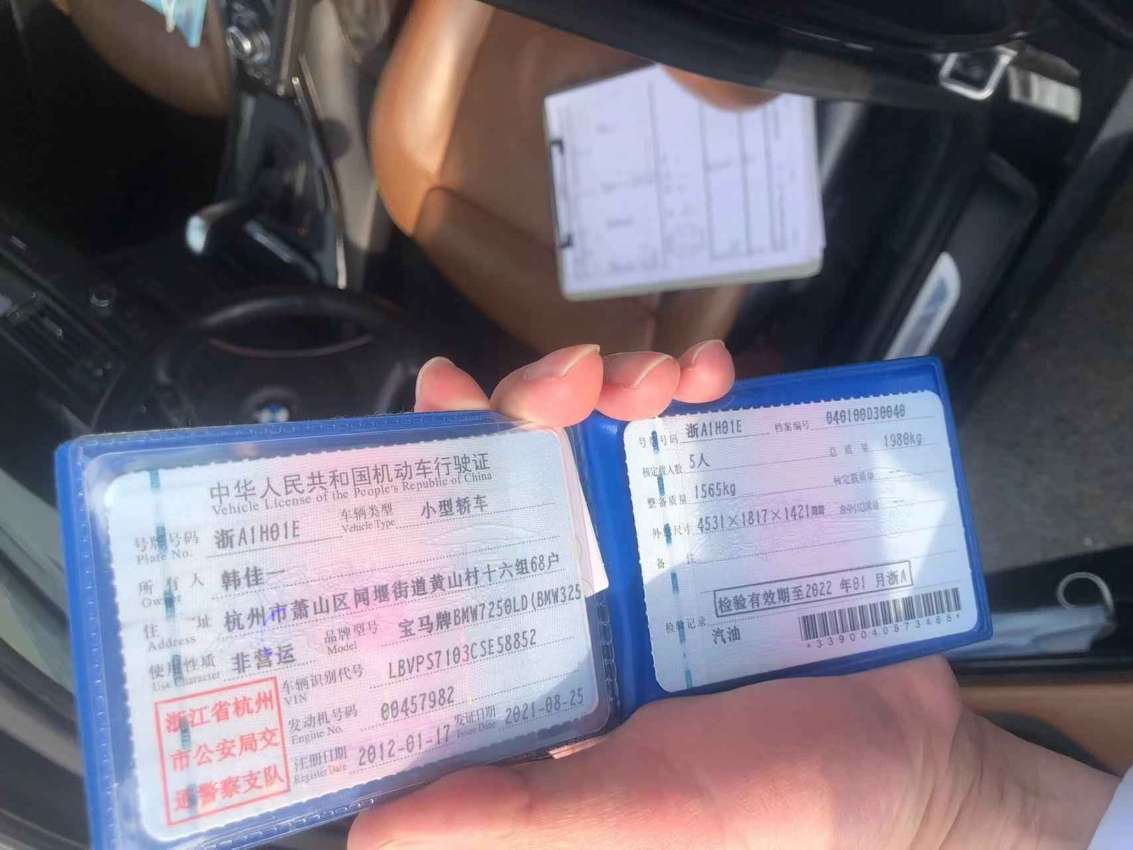 中华人民共和国机动车行驶证
Vehicle License of the People's Republic of China
号牌号码 浙A1H01E 车辆类型 小型轿车
Plate No. Vehicle Type
所有人 韩佳一
Owner
住址 杭州市萧山区闻堰街道黄山村十六组68户
Address
使用性质 非营运 品牌型号 宝马牌BMW7250LD(BMW325
Use Character Model
浙江省杭州
市公安局交
通警察支队
车辆识别代号 LBVPS7103CSE58852
VIN
发动机号码 00457982
Engine No.
注册日期 2012-01-17 发证日期 2021-08-25
Register Date Issue Date
号牌号码 浙A1H01E 档案编号 040100D30040
核定载人数 5人 总质量 1980kg
整备质量 1565kg 核定载质量
外廓尺寸 4531×1817×1421
备注
检验有效期至2022年01月浙A
检验记录
汽油
*3390040873465*